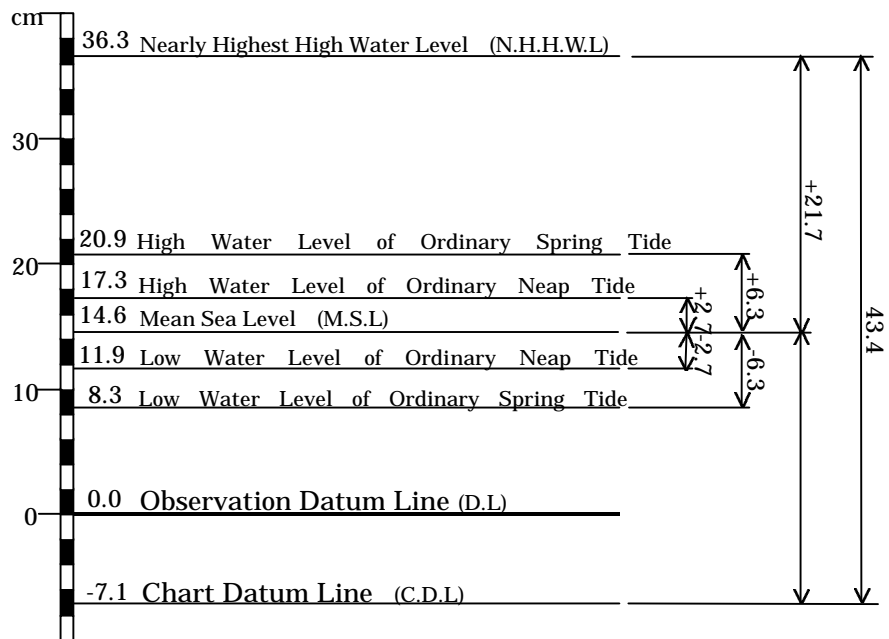 cm
36.3 Nearly Highest High Water Level (N.H.H.W.L)
30
20.9 High Water Level of Ordinary Spring Tide
20
17.3 High Water Level of Ordinary Neap Tide
14.6 Mean Sea Level (M.S.L)
11.9 Low Water Level of Ordinary Neap Tide
10
8.3 Low Water Level of Ordinary Spring Tide
0.0 Observation Datum Line (D.L)
0
-7.1 Chart Datum Line (C.D.L)
+2.7
-2.7
+6.3
-6.3
+21.7
43.4